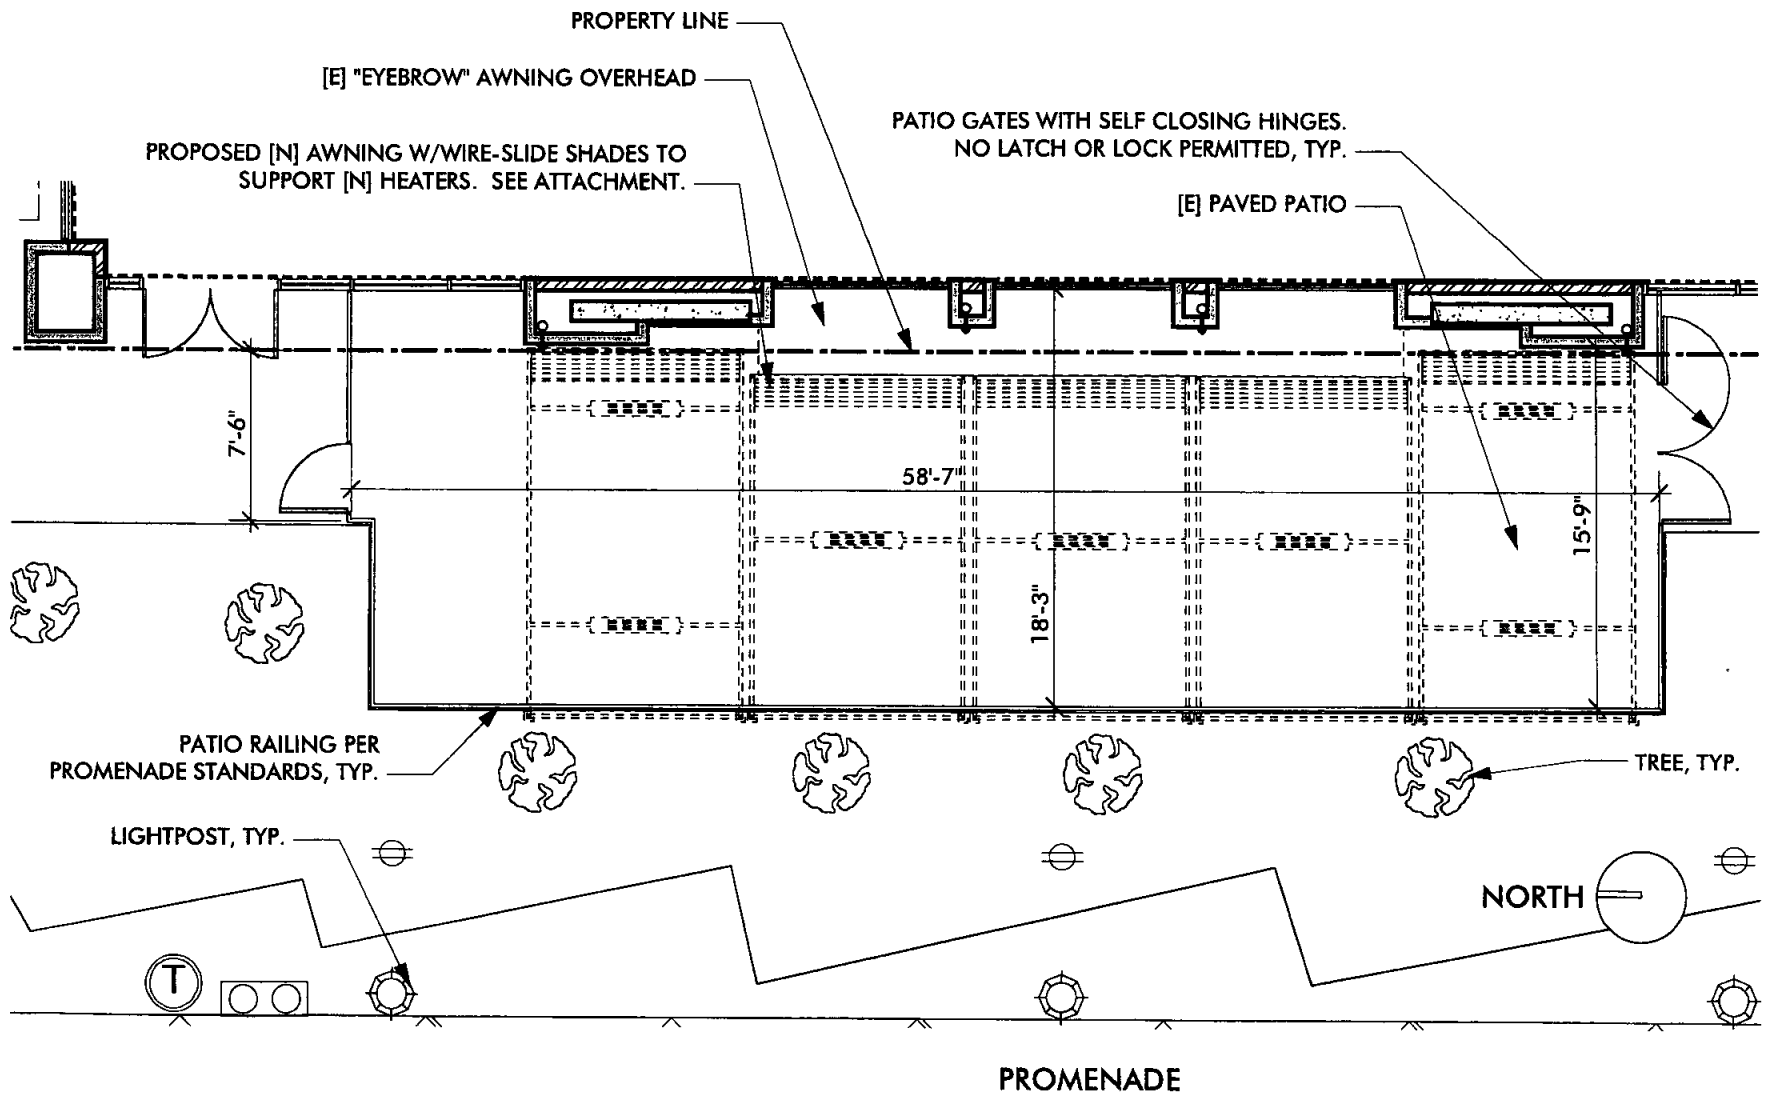 PROPERTY LINE
[E] "EYEBROW" AWNING OVERHEAD
PATIO GATES WITH SELF CLOSING HINGES.
NO LATCH OR LOCK PERMITTED, TYP.
PROPOSED [N] AWNING W/WIRE-SLIDE SHADES TO
SUPPORT [N] HEATERS.  SEE ATTACHMENT.
[E] PAVED PATIO
7'-6"
58'-7"
15'-9"
18'-3"
PATIO RAILING PER
PROMENADE STANDARDS, TYP.
TREE, TYP.
LIGHTPOST, TYP.
NORTH
T
PROMENADE